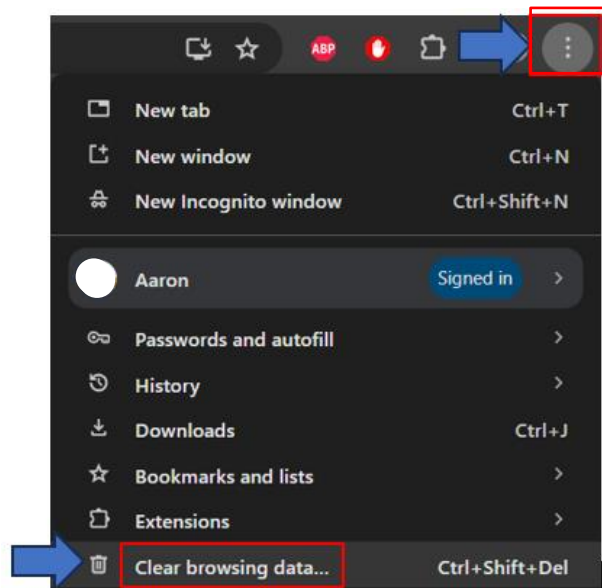 ABP
New tab Ctrl+T
New window Ctrl+N
New Incognito window Ctrl+Shift+N
Aaron Signed in
Passwords and autofill
History
Downloads Ctrl+J
Bookmarks and lists
Extensions
Clear browsing data... Ctrl+Shift+Del